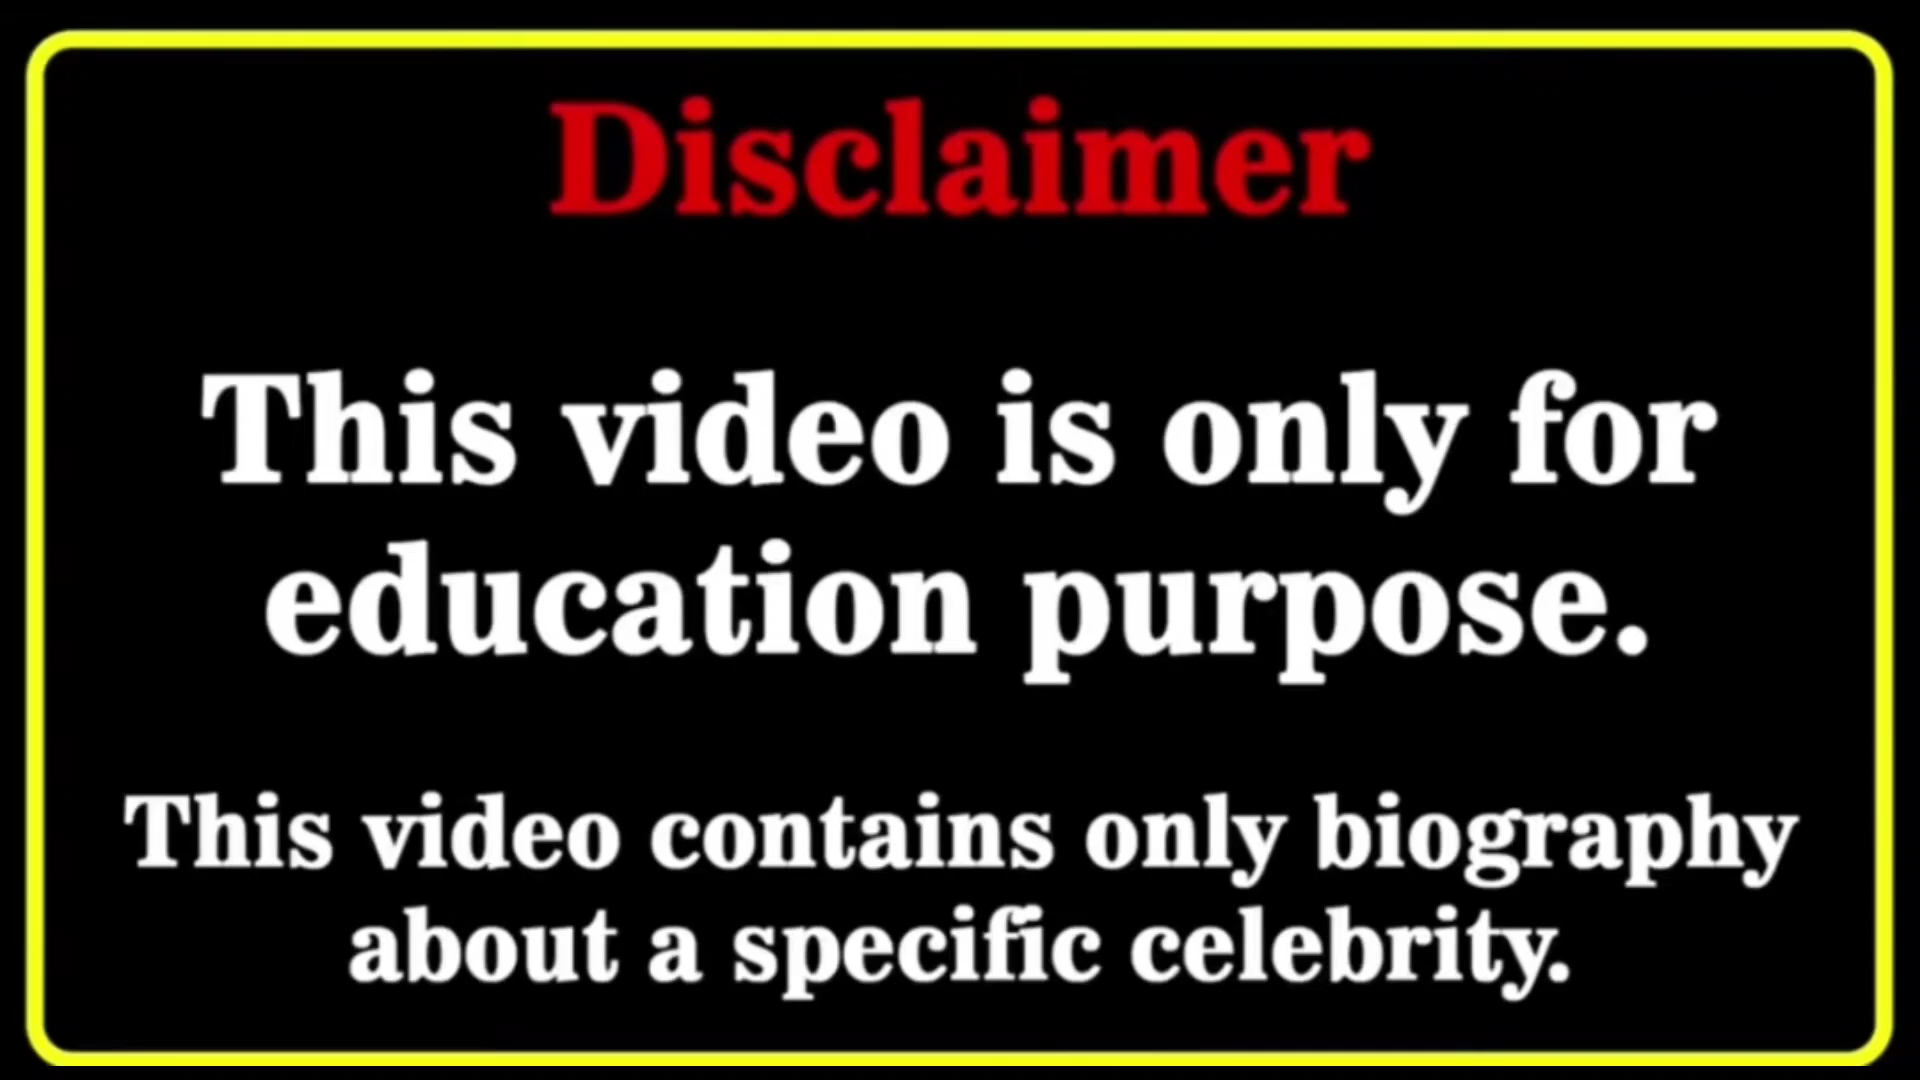 Disclaimer
This video is only for
education purpose.
This video contains only biography
about a specific celebrity.